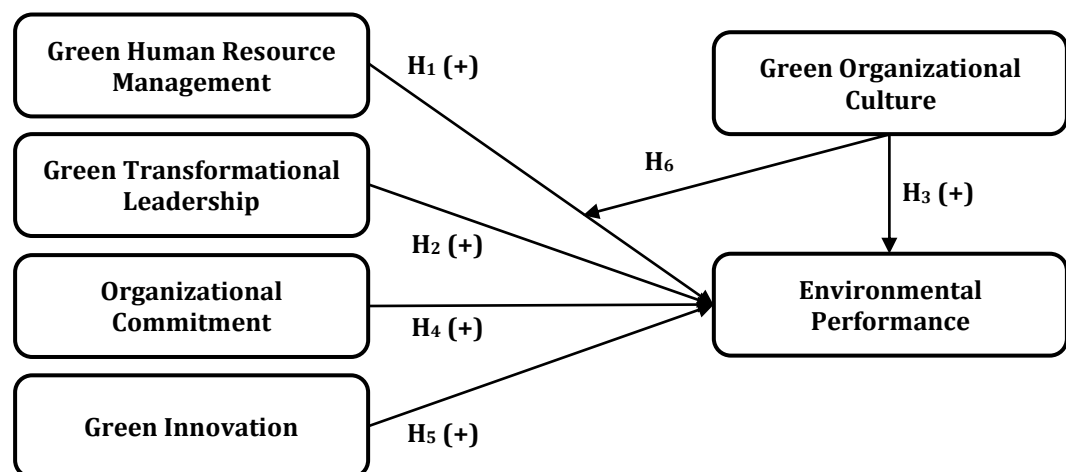 Green Human Resource
Management
H₁ (+)
Green Organizational
Culture
Green Transformational
Leadership
H₆
H₃ (+)
H₂ (+)
Organizational
Commitment
H₄ (+)
Environmental
Performance
Green Innovation
H₅ (+)